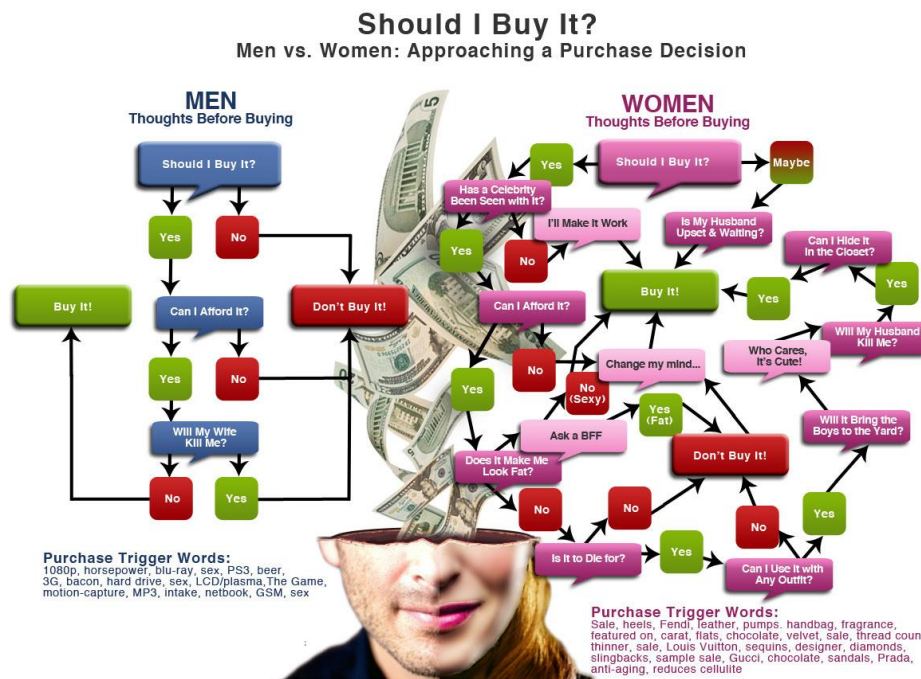 Should I Buy It?
Men vs. Women: Approaching a Purchase Decision
MEN
Thoughts Before Buying
Should I Buy It?
Yes
No
Buy It!
Can I Afford It?
Don't Buy It!
Yes
No
Will My Wife
Kill Me?
No
Yes
Purchase Trigger Words:
1080p, horsepower, blu-ray, sex, PS3, beer,
3G, bacon, hard drive, sex, LCD/plasma,The Game,
motion-capture, MP3, intake, netbook, GSM, sex
WOMEN
Thoughts Before Buying
Yes
Should I Buy It?
Maybe
Has a Celebrity
Been Seen with It?
I'll Make It Work
Is My Husband
Upset & Waiting?
Can I Hide It
In the Closet?
Yes
No
Can I Afford It?
Buy It!
Yes
Yes
No
Change my mind...
Who Cares,
It's Cute!
Will My Husband
Kill Me?
Yes
No
(Sexy)
Yes
(Fat)
Ask a BFF
Will It Bring the
Boys to the Yard?
Does It Make Me
Look Fat?
Don't Buy It!
No
No
No
Yes
Is It to Die for?
Yes
Can I Use It with
Any Outfit?
Purchase Trigger Words:
Sale, heels, Fendi, leather, pumps. handbag, fragrance,
featured on, carat, flats, chocolate, velvet, sale, thread coun
thinner, sale, Louis Vuitton, sequins, designer, diamonds,
slingbacks, sample sale, Gucci, chocolate, sandals, Prada,
anti-aging, reduces cellulite
5